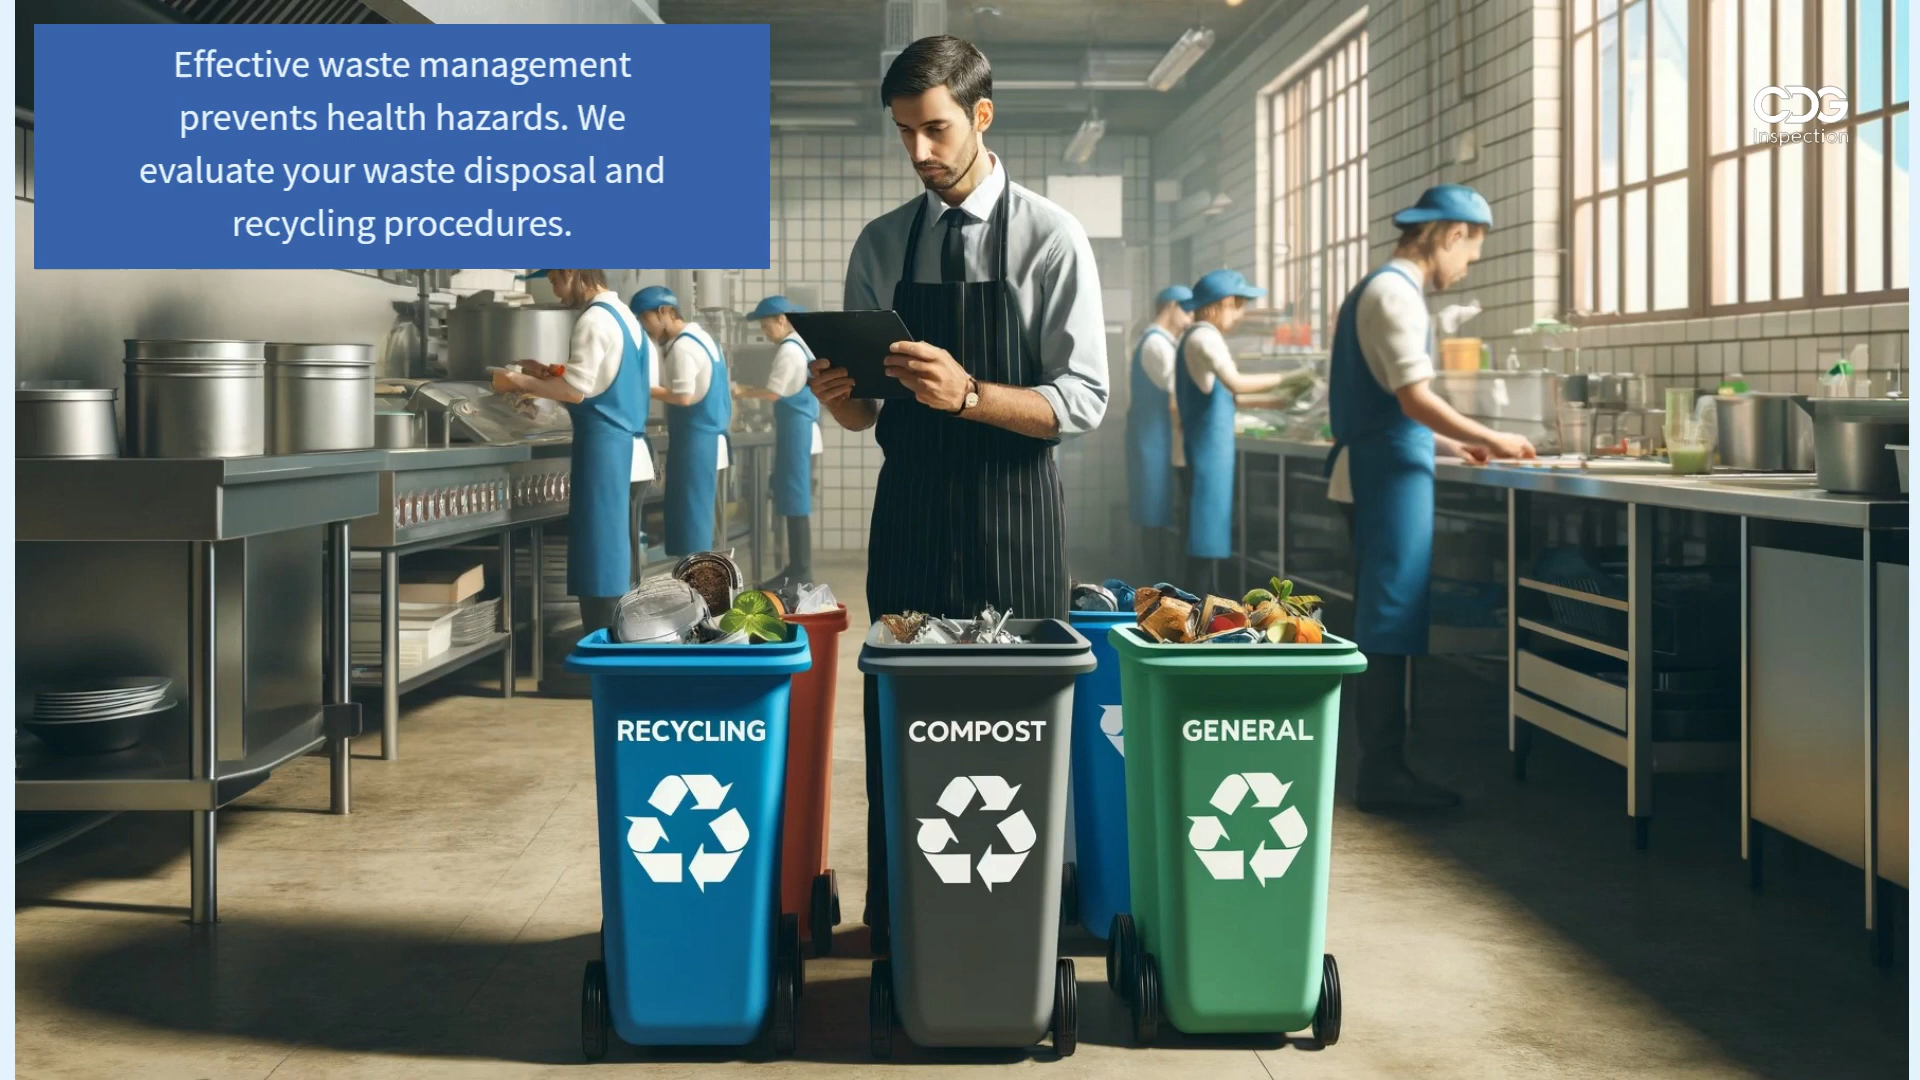 Effective waste management
prevents health hazards. We
evaluate your waste disposal and
recycling procedures.
CDG
Inspection
RECYCLING
COMPOST
GENERAL